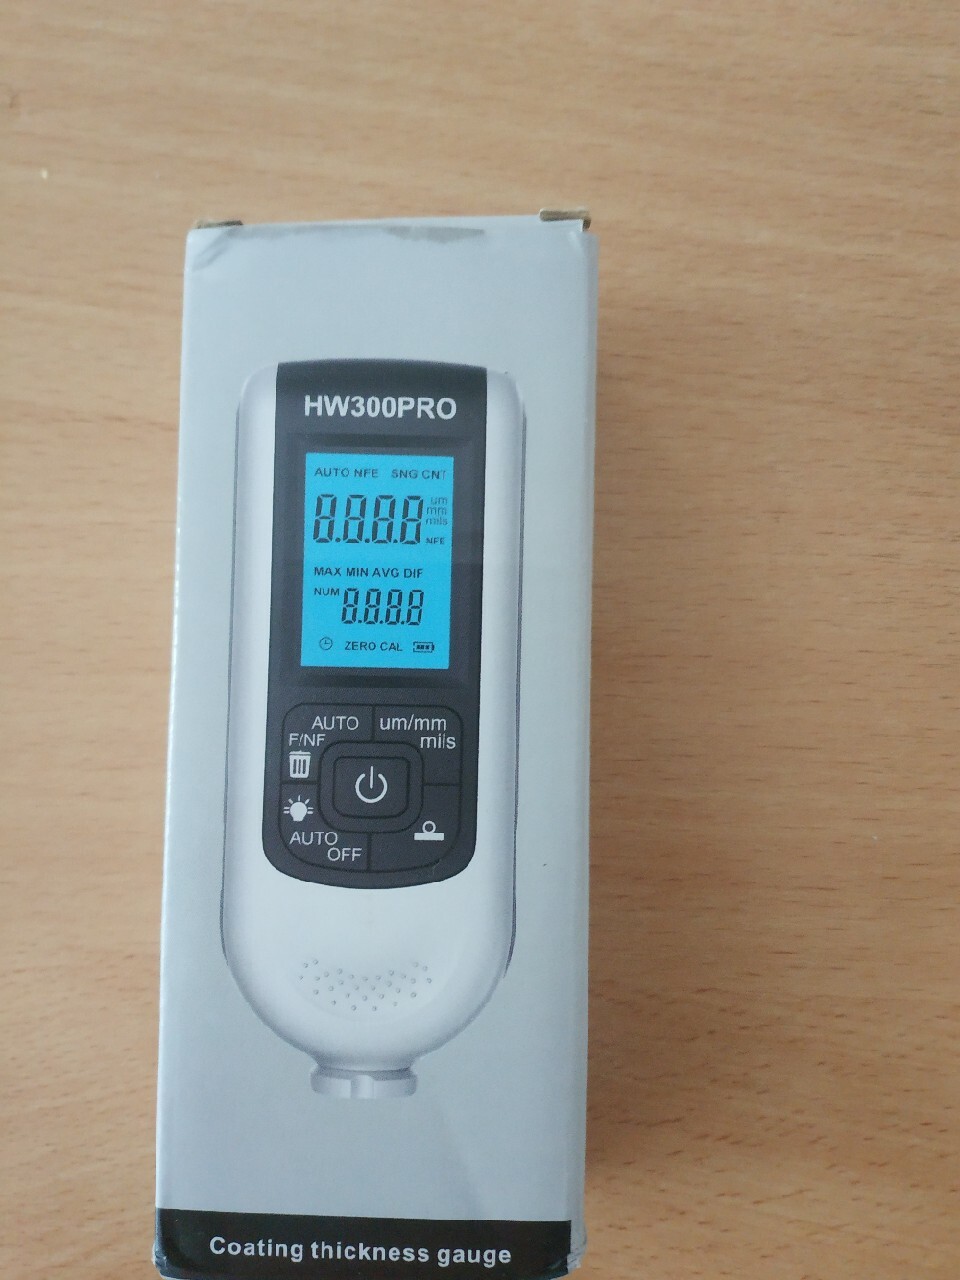 HW300PRO
AUTO NFE SNG CNT
8.8.8.8
um
mm
mils
NFE
MAX MIN AVG DIF
NUM 8.8.8.8
ZERO CAL
AUTO
F/NF
um/mm
mils
AUTO
OFF
Coating thickness gauge